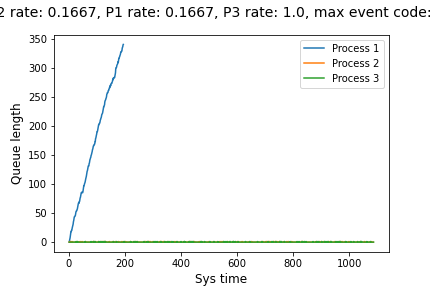 2 rate: 0.1667, P1 rate: 0.1667, P3 rate: 1.0, max event code:
350
300
250
200
150
100
50
0
Queue length
Process 1
Process 2
Process 3
0 200 400 600 800 1000
Sys time